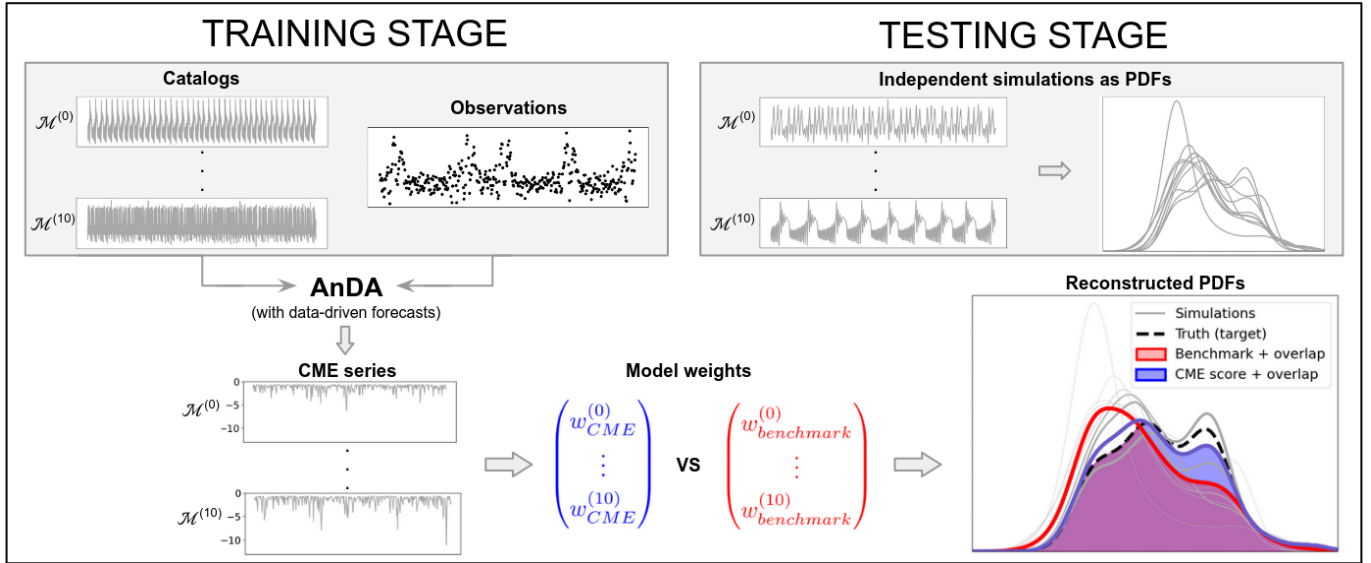 TRAINING STAGE
Catalogs
ℳ(0)
.
.
.
ℳ(10)
Observations
AnDA
(with data-driven forecasts)
CME series
ℳ(0)
0
−5
−10
.
.
.
ℳ(10)
0
−5
−10
Model weights
w(0)CME
⋮
w(10)CME
VS
w(0)benchmark
⋮
w(10)benchmark
TESTING STAGE
Independent simulations as PDFs
ℳ(0)
.
.
.
ℳ(10)
Reconstructed PDFs
Simulations
Truth (target)
Benchmark + overlap
CME score + overlap